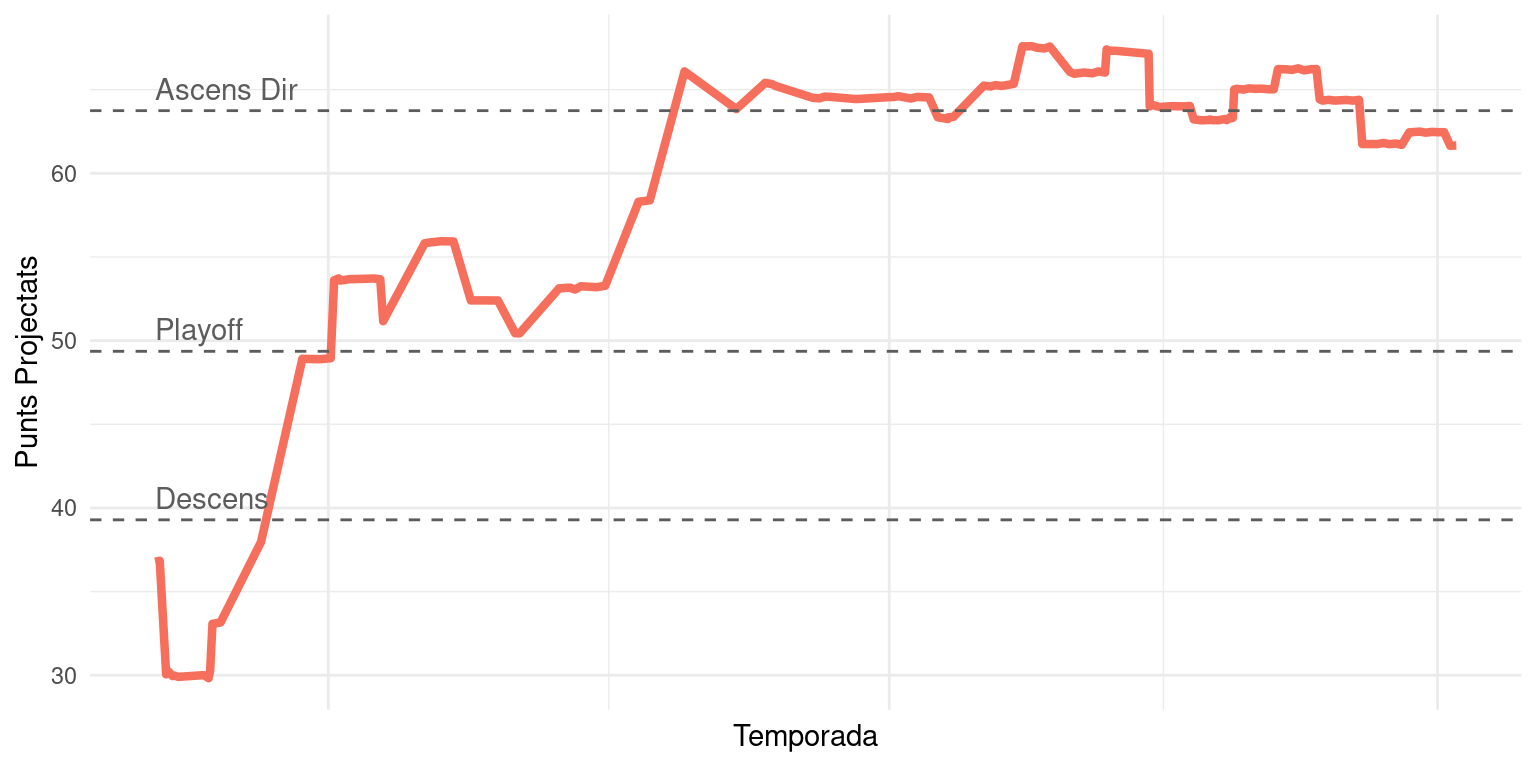 Ascens Dir
60
Playoff
50
Descens
40
30
Punts Projectats
Temporada